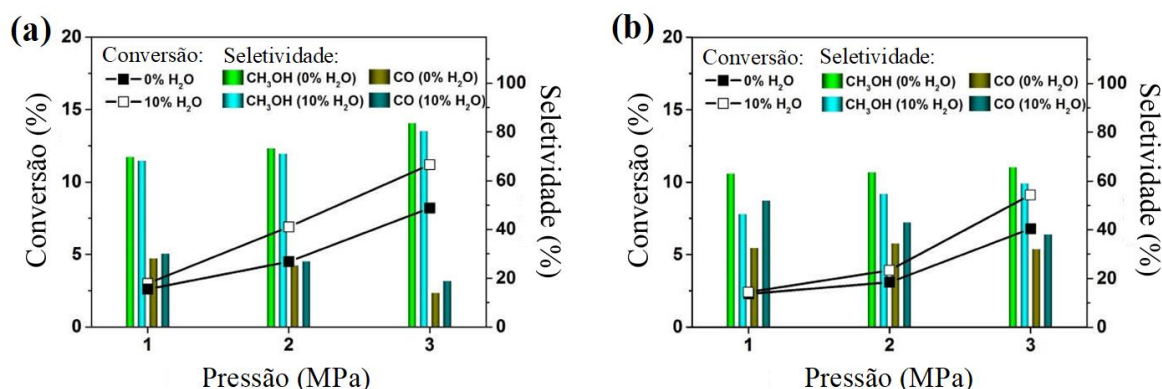 (a)
Conversão: Seletividade:
0% H₂O CH₃OH (0% H₂O) CO (0% H₂O)
10% H₂O CH₃OH (10% H₂O) CO (10% H₂O)
20
15
10
5
0
Conversão (%)
100
80
60
40
20
0
Seletividade (%)
1 2 3
Pressão (MPa)
(b)
Conversão: Seletividade:
0% H₂O CH₃OH (0% H₂O) CO (0% H₂O)
10% H₂O CH₃OH (10% H₂O) CO (10% H₂O)
20
15
10
5
0
Conversão (%)
100
80
60
40
20
0
Seletividade (%)
1 2 3
Pressão (MPa)